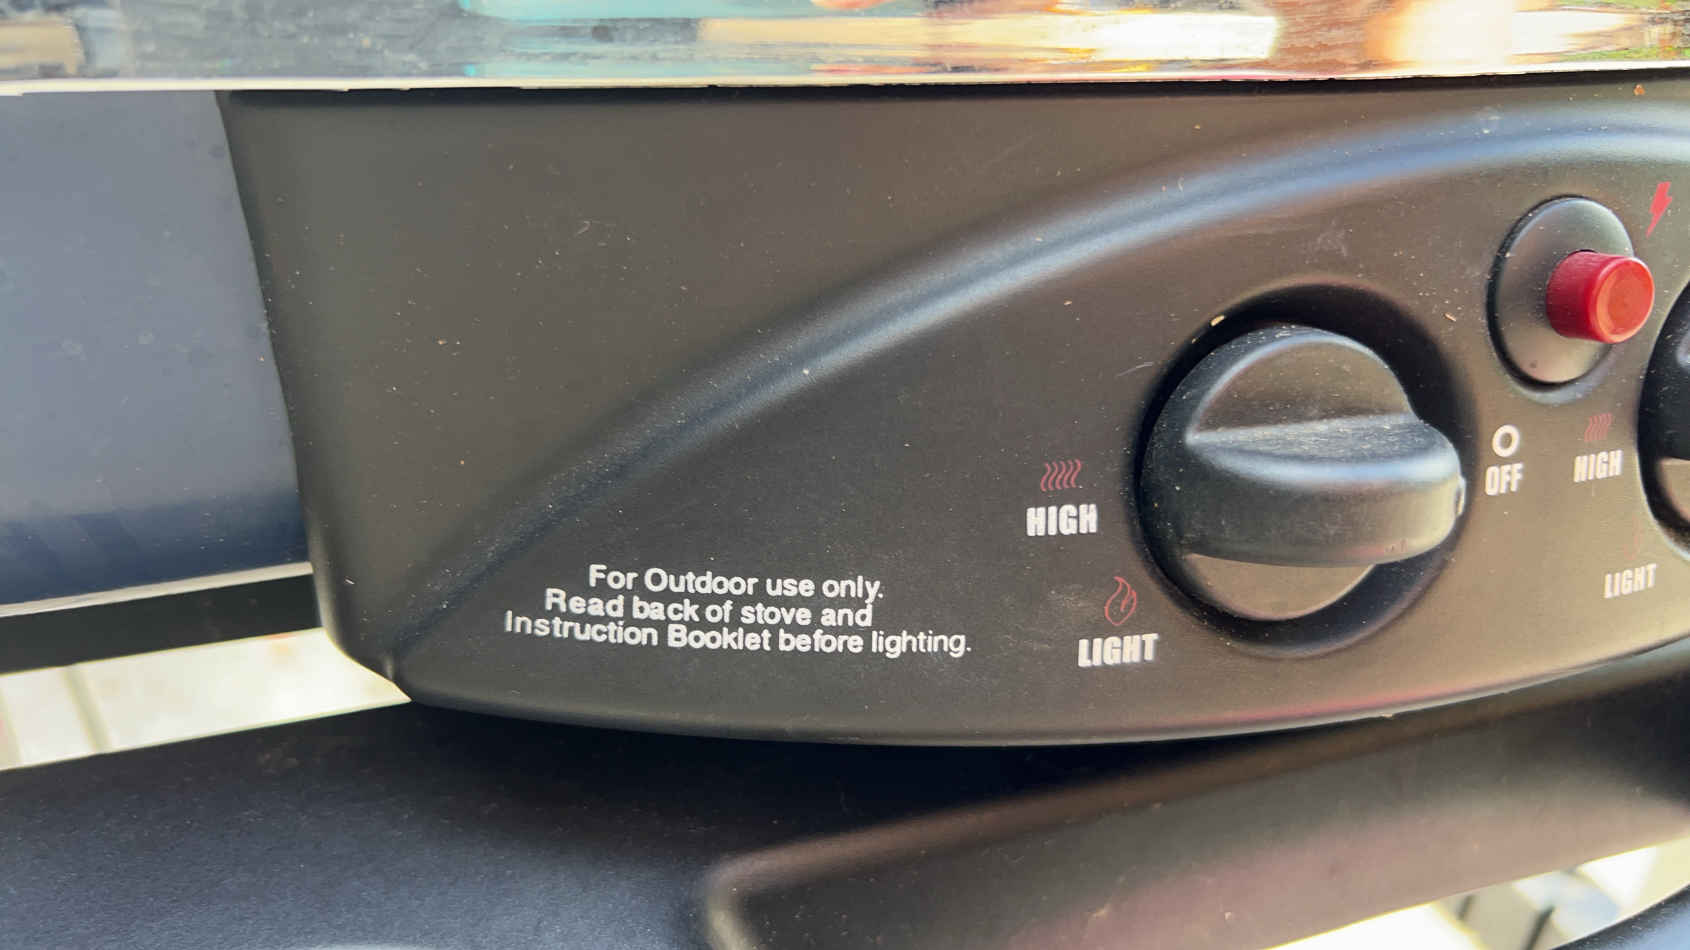 For Outdoor use only.
Read back of stove and
Instruction Booklet before lighting.
HIGH
LIGHT
OFF
HIGH
LIGHT